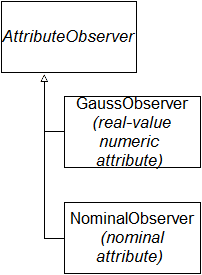 AttributeObserver
GaussObserver
(real-value
numeric
attribute)
NominalObserver
(nominal
attribute)